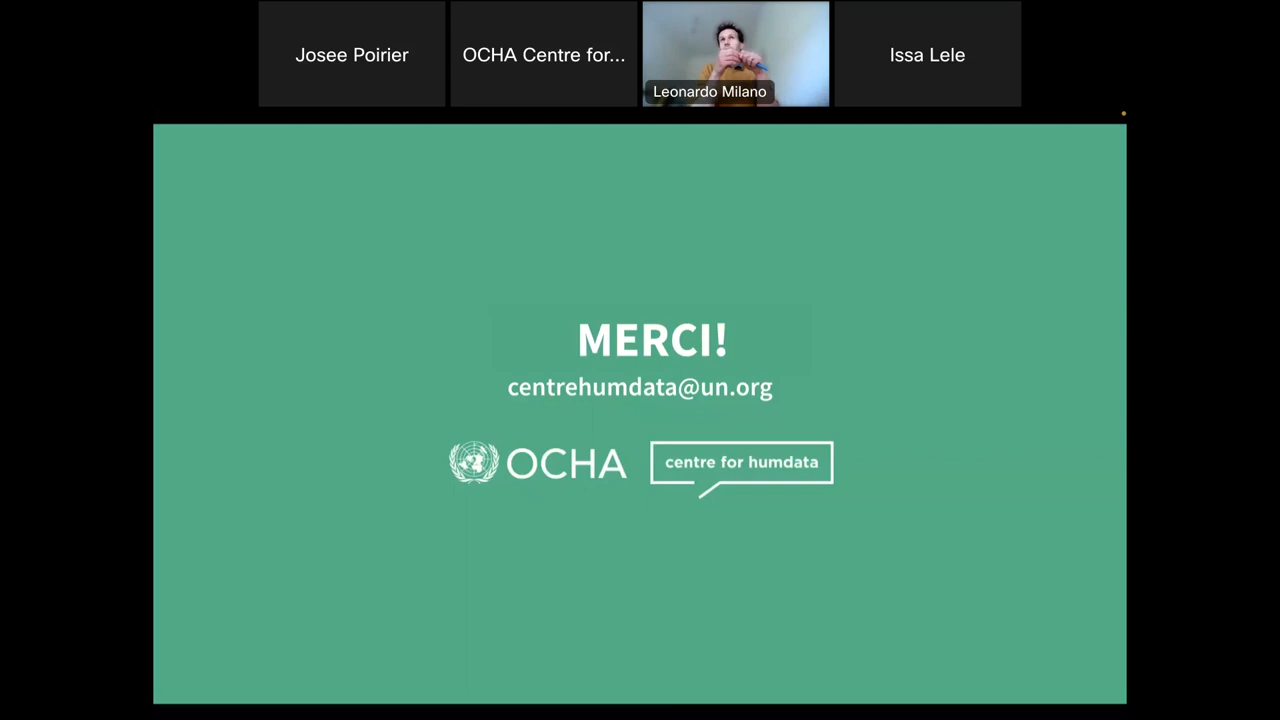 Josee Poirier
OCHA Centre for...
Leonardo Milano
Issa Lele
MERCI!
centrehumdata@un.org
OCHA
centre for humdata